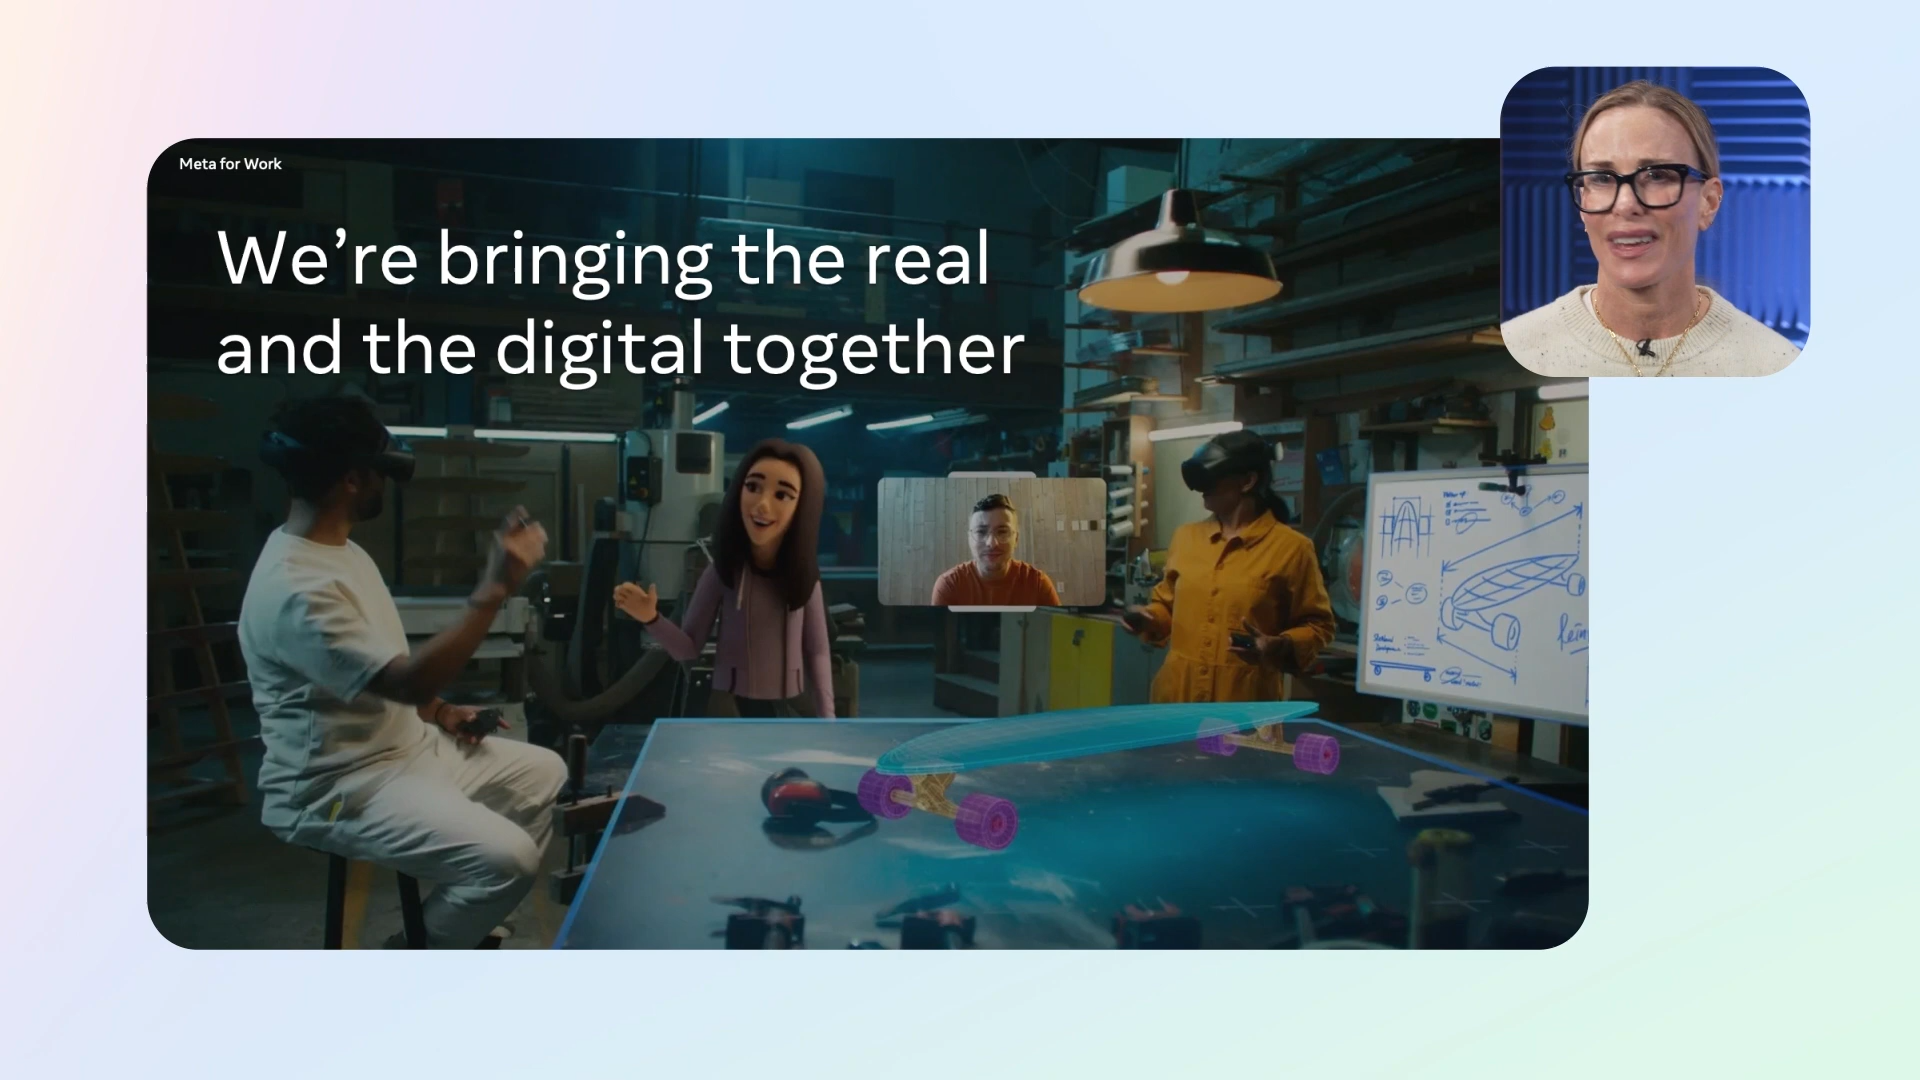 Meta for Work
We’re bringing the real
and the digital together